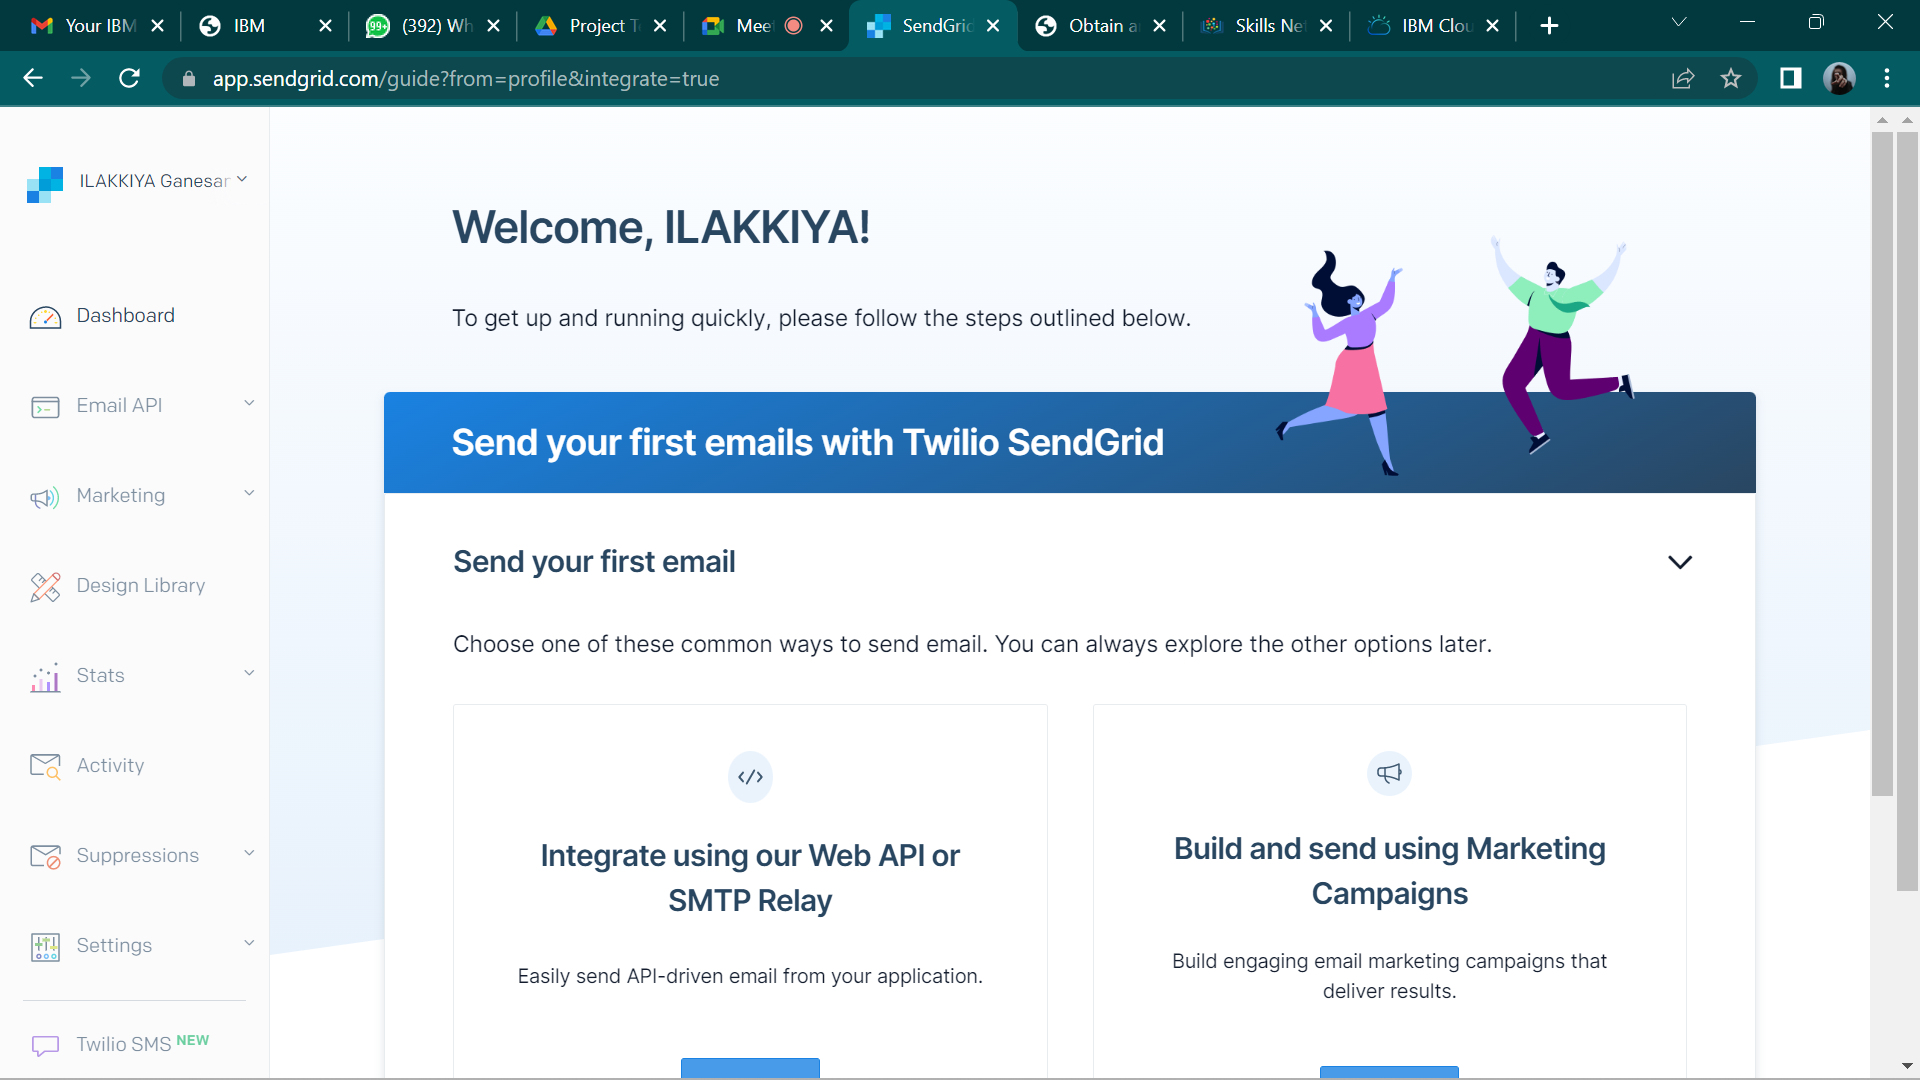 Your IBM
IBM
(392) Wh
Project T
Meet
SendGrid
Obtain a
Skills Net
IBM Clou
app.sendgrid.com/guide?from=profile&integrate=true
ILAKKIYA Ganesan
Dashboard
Email API
Marketing
Design Library
Stats
Activity
Suppressions
Settings
Twilio SMS NEW
Welcome, ILAKKIYA!
To get up and running quickly, please follow the steps outlined below.
Send your first emails with Twilio SendGrid
Send your first email
Choose one of these common ways to send email. You can always explore the other options later.
Integrate using our Web API or
SMTP Relay
Easily send API-driven email from your application.
Build and send using Marketing
Campaigns
Build engaging email marketing campaigns that
deliver results.